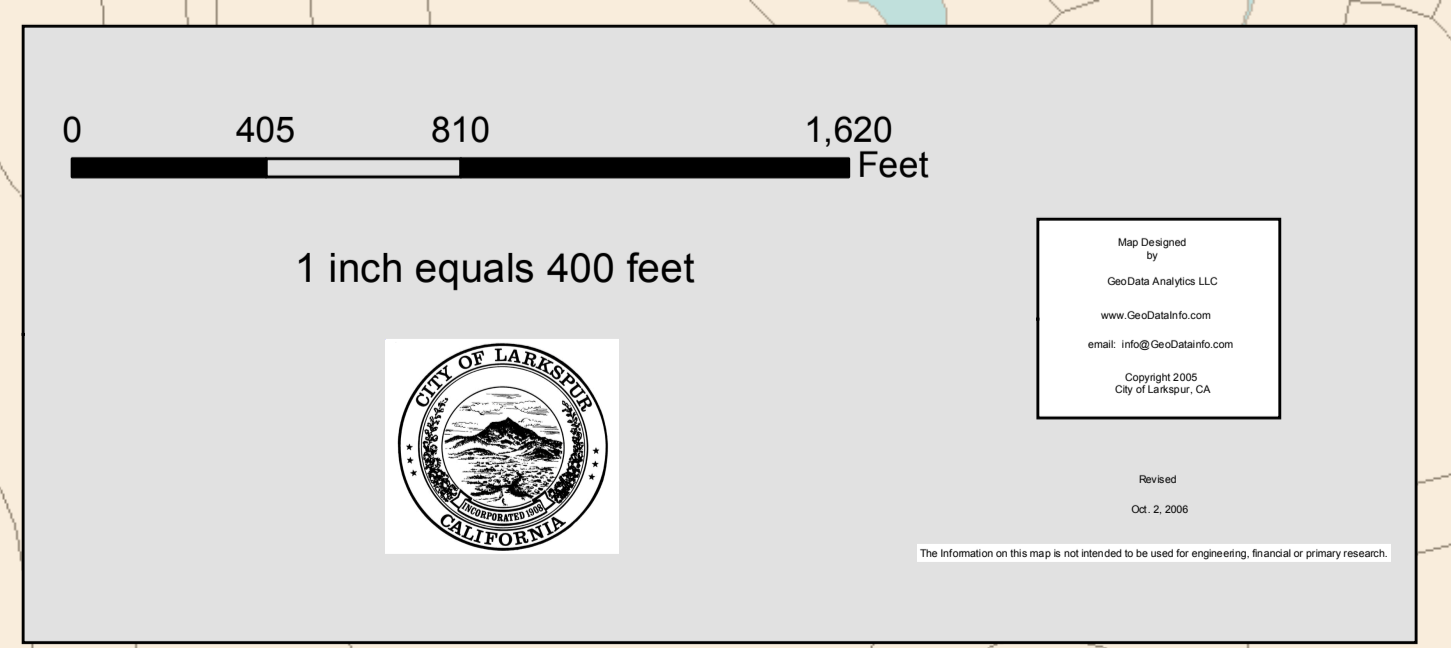 0 405 810 1,620
Feet
1 inch equals 400 feet
CITY OF LARKSPUR
INCORPORATED 1908
CALIFORNIA
Map Designed
by
GeoData Analytics LLC
www.GeoDataInfo.com
email: info@GeoDatainfo.com
Copyright 2005
City of Larkspur, CA
Revised
Oct. 2, 2006
The Information on this map is not intended to be used for engineering, financial or primary research.